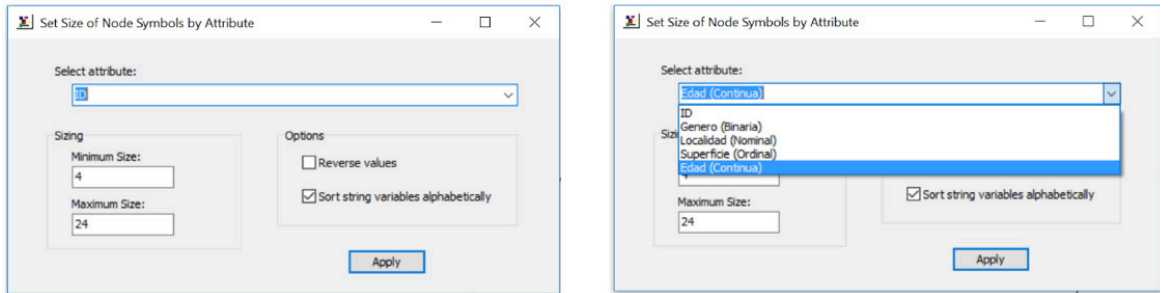 Set Size of Node Symbols by Attribute
Select attribute:
ID
Sizing
Minimum Size:
4
Maximum Size:
24
Options
Reverse values
Sort string variables alphabetically
Apply
Set Size of Node Symbols by Attribute
Select attribute:
Edad (Continua)
ID
Genero (Binaria)
Localidad (Nominal)
Superficie (Ordinal)
Edad (Continua)
Maximum Size:
24
Sort string variables alphabetically
Apply